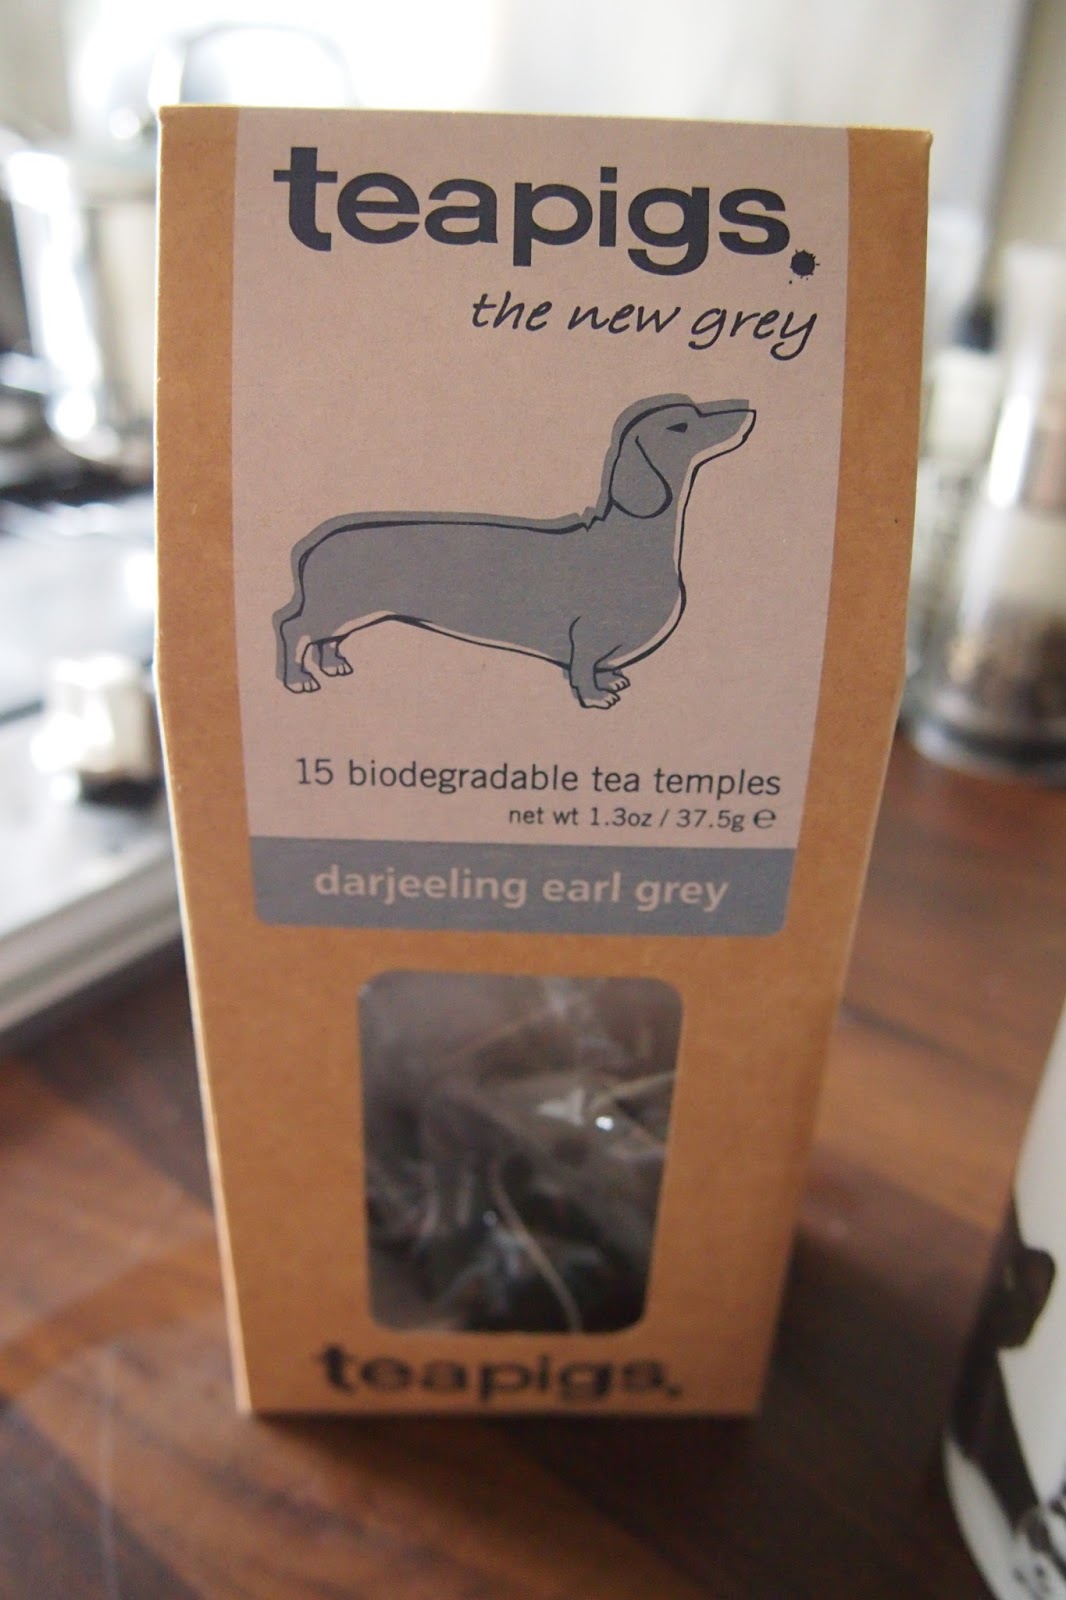 teapigs.
the new grey
15 biodegradable tea temples
net wt 1.3oz / 37.5g ℮
darjeeling earl grey
teapigs.